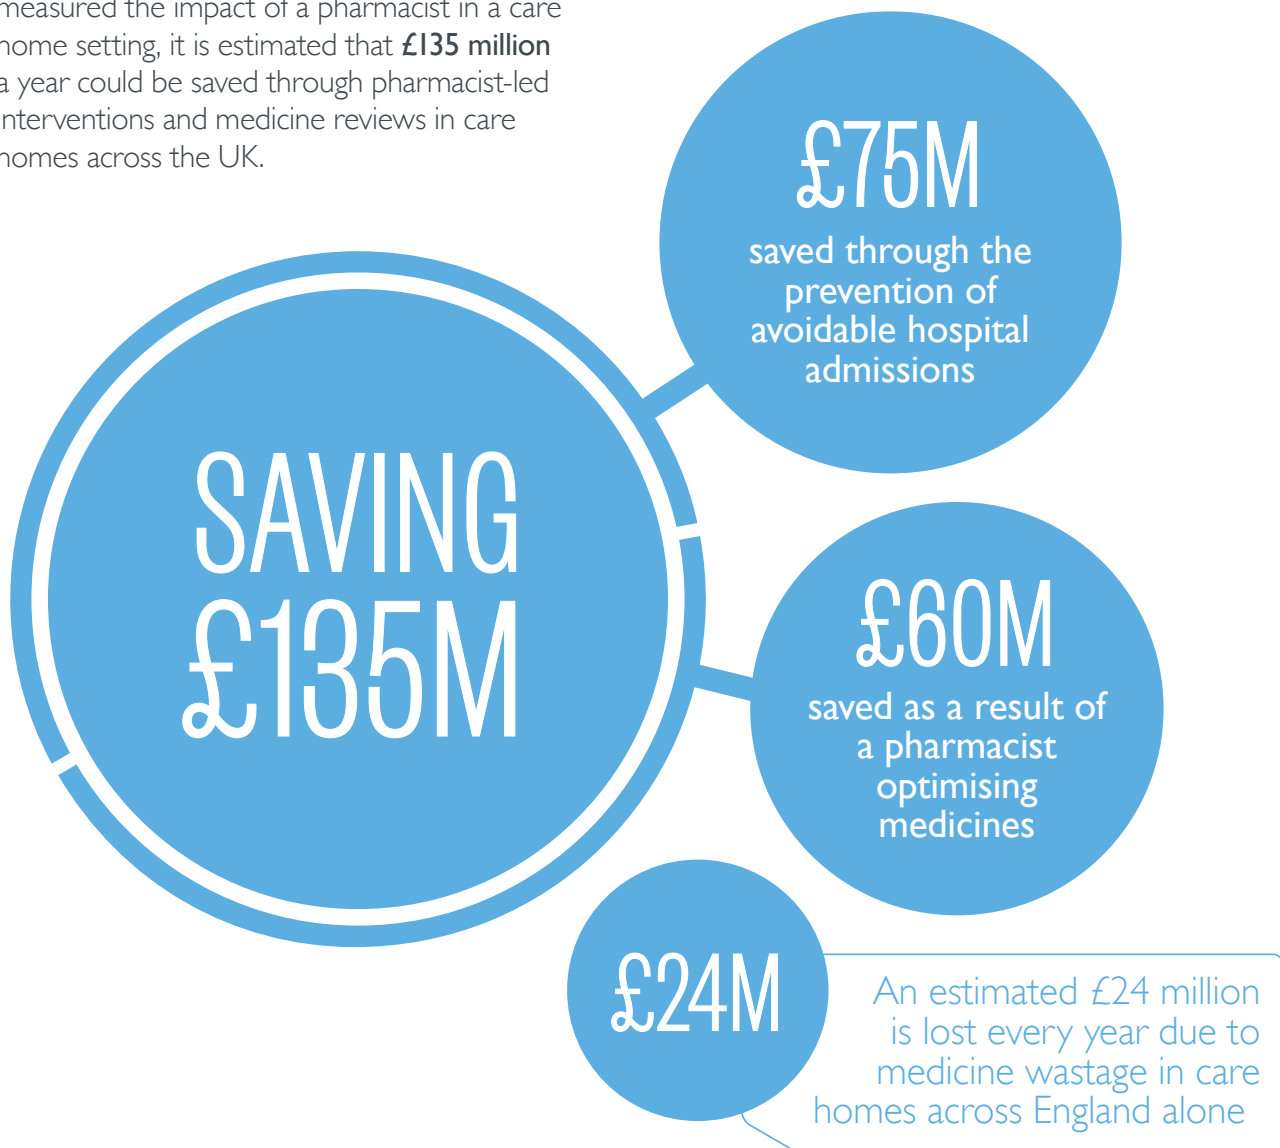 measured the impact of a pharmacist in a care
home setting, it is estimated that £135 million
a year could be saved through pharmacist-led
interventions and medicine reviews in care
homes across the UK.
£75M
saved through the
prevention of
avoidable hospital
admissions
SAVING
£135M
£60M
saved as a result of
a pharmacist
optimising
medicines
£24M
An estimated £24 million
is lost every year due to
medicine wastage in care
homes across England alone